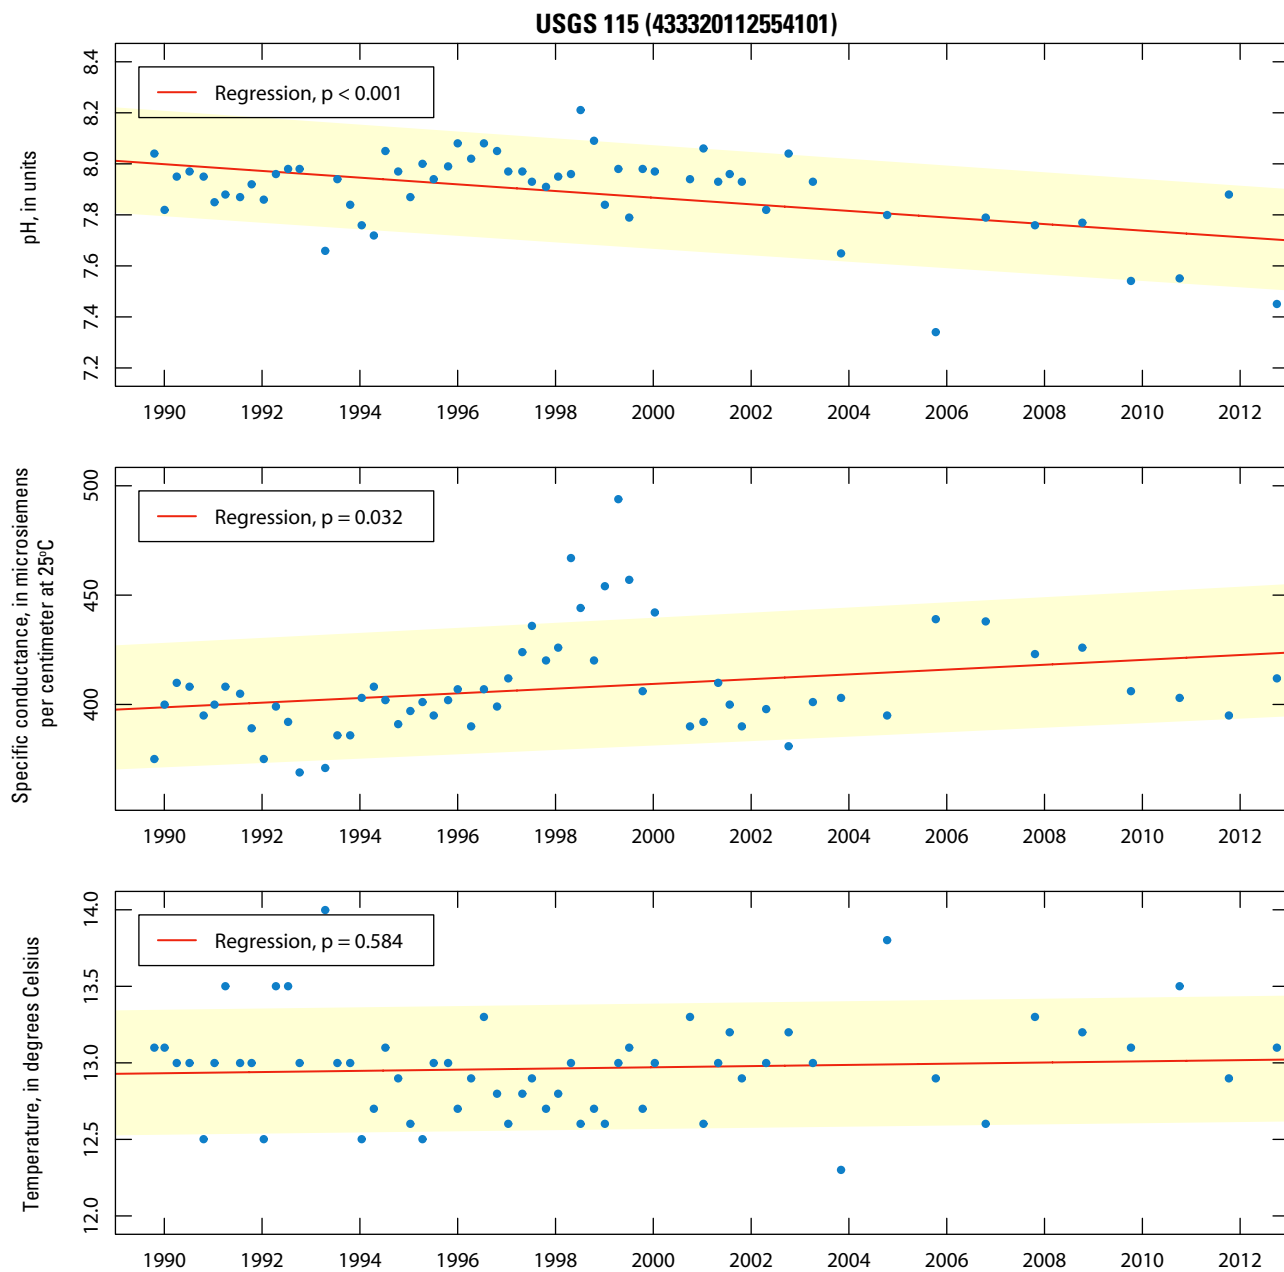 USGS 115 (433320112554101)
Regression, p < 0.001
pH, in units
8.4
8.2
8.0
7.8
7.6
7.4
7.2
1990 1992 1994 1996 1998 2000 2002 2004 2006 2008 2010 2012
Regression, p = 0.032
Specific conductance, in microsiemens
per centimeter at 25°C
500
450
400
1990 1992 1994 1996 1998 2000 2002 2004 2006 2008 2010 2012
Regression, p = 0.584
Temperature, in degrees Celsius
14.0
13.5
13.0
12.5
12.0
1990 1992 1994 1996 1998 2000 2002 2004 2006 2008 2010 2012